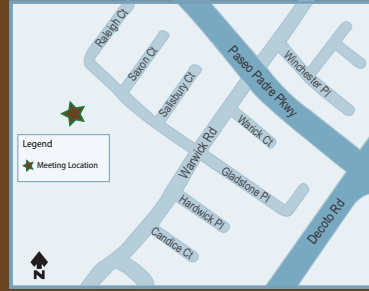 Raleigh Ct
Saxon Ct
Salisbury Ct
Paseo Padre Pkwy
Winchester Pl
Warwick Rd
Warick Ct
Gladstone Pl
Hardwick Pl
Candice Ct
Decoto Rd
Legend
Meeting Location
N